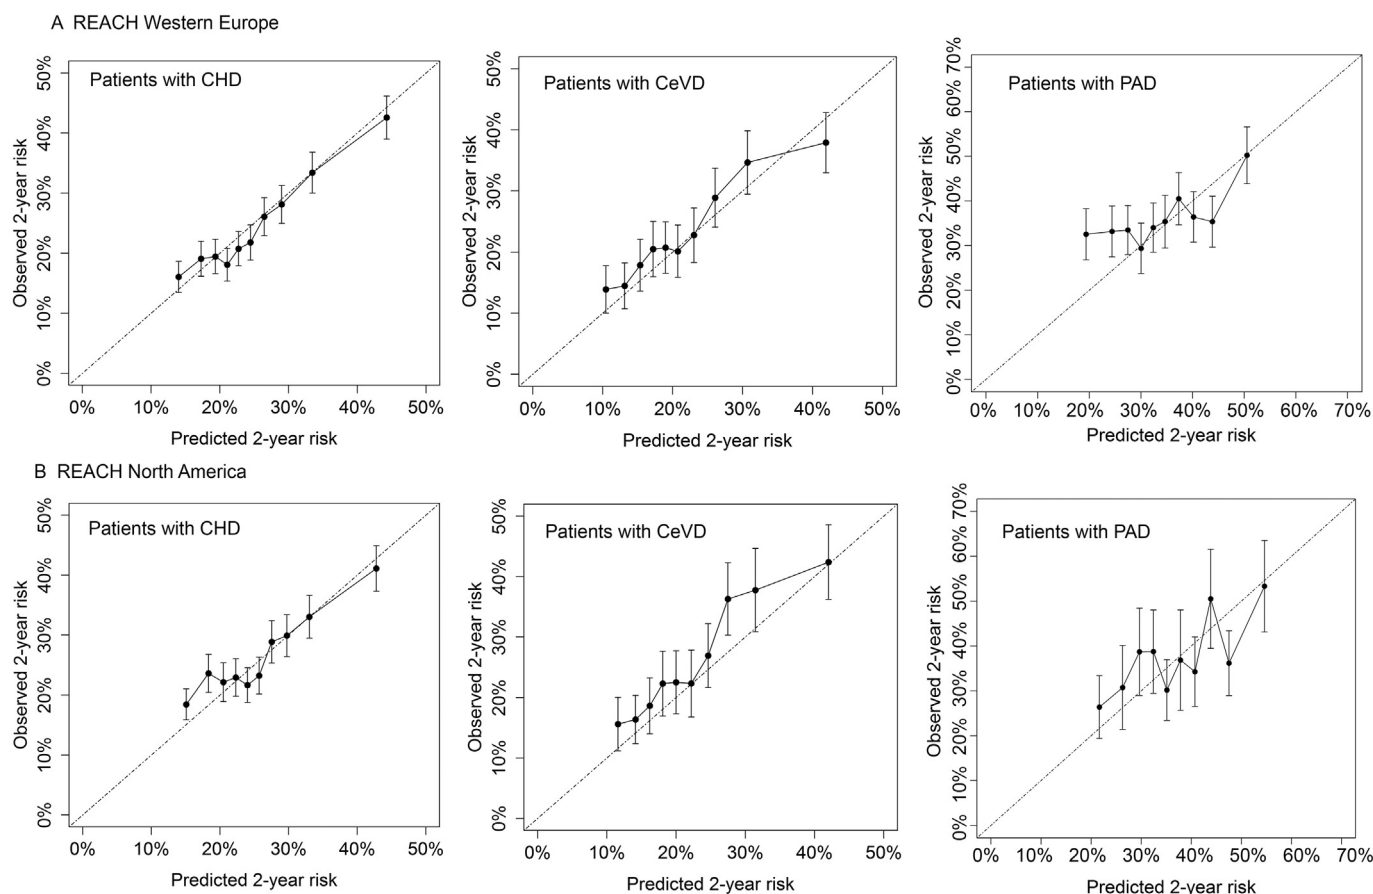 A REACH Western Europe
Patients with CHD
Observed 2-year risk
50%
40%
30%
20%
10%
0%
0% 10% 20% 30% 40% 50%
Predicted 2-year risk
Patients with CeVD
Observed 2-year risk
50%
40%
30%
20%
10%
0%
0% 10% 20% 30% 40% 50%
Predicted 2-year risk
Patients with PAD
Observed 2-year risk
70%
60%
50%
40%
30%
20%
10%
0%
0% 10% 20% 30% 40% 50% 60% 70%
Predicted 2-year risk
B REACH North America
Patients with CHD
Observed 2-year risk
50%
40%
30%
20%
10%
0%
0% 10% 20% 30% 40% 50%
Predicted 2-year risk
Patients with CeVD
Observed 2-year risk
50%
40%
30%
20%
10%
0%
0% 10% 20% 30% 40% 50%
Predicted 2-year risk
Patients with PAD
Observed 2-year risk
70%
60%
50%
40%
30%
20%
10%
0%
0% 10% 20% 30% 40% 50% 60% 70%
Predicted 2-year risk